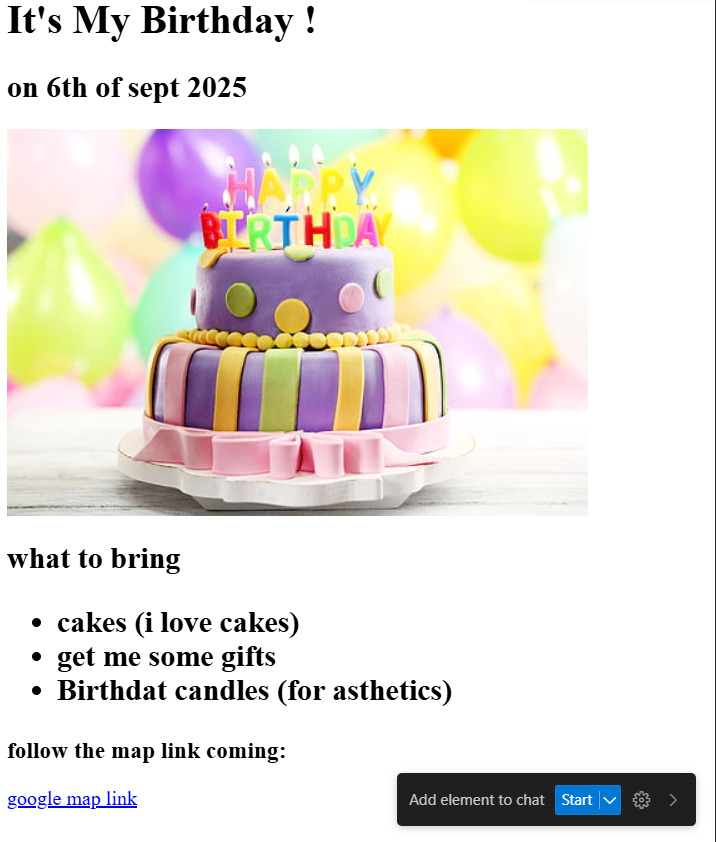 It's My Birthday !
on 6th of sept 2025
HAPPY
BIRTHDAY
what to bring
cakes (i love cakes)
get me some gifts
Birthdat candles (for asthetics)
follow the map link coming:
google map link
Add element to chat Start